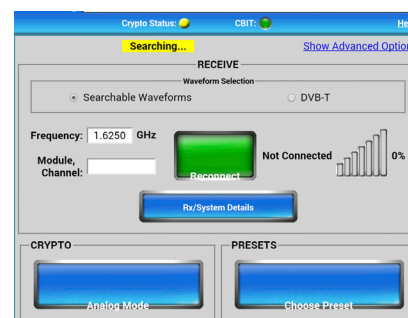 Crypto Status: CBIT: He
Searching... Show Advanced Option
RECEIVE
Waveform Selection
Searchable Waveforms DVB-T
Frequency: 1.6250 GHz
Module,
Channel:
Reconnect
Not Connected 0%
Rx/System Details
CRYPTO PRESETS
Analog Mode Choose Preset